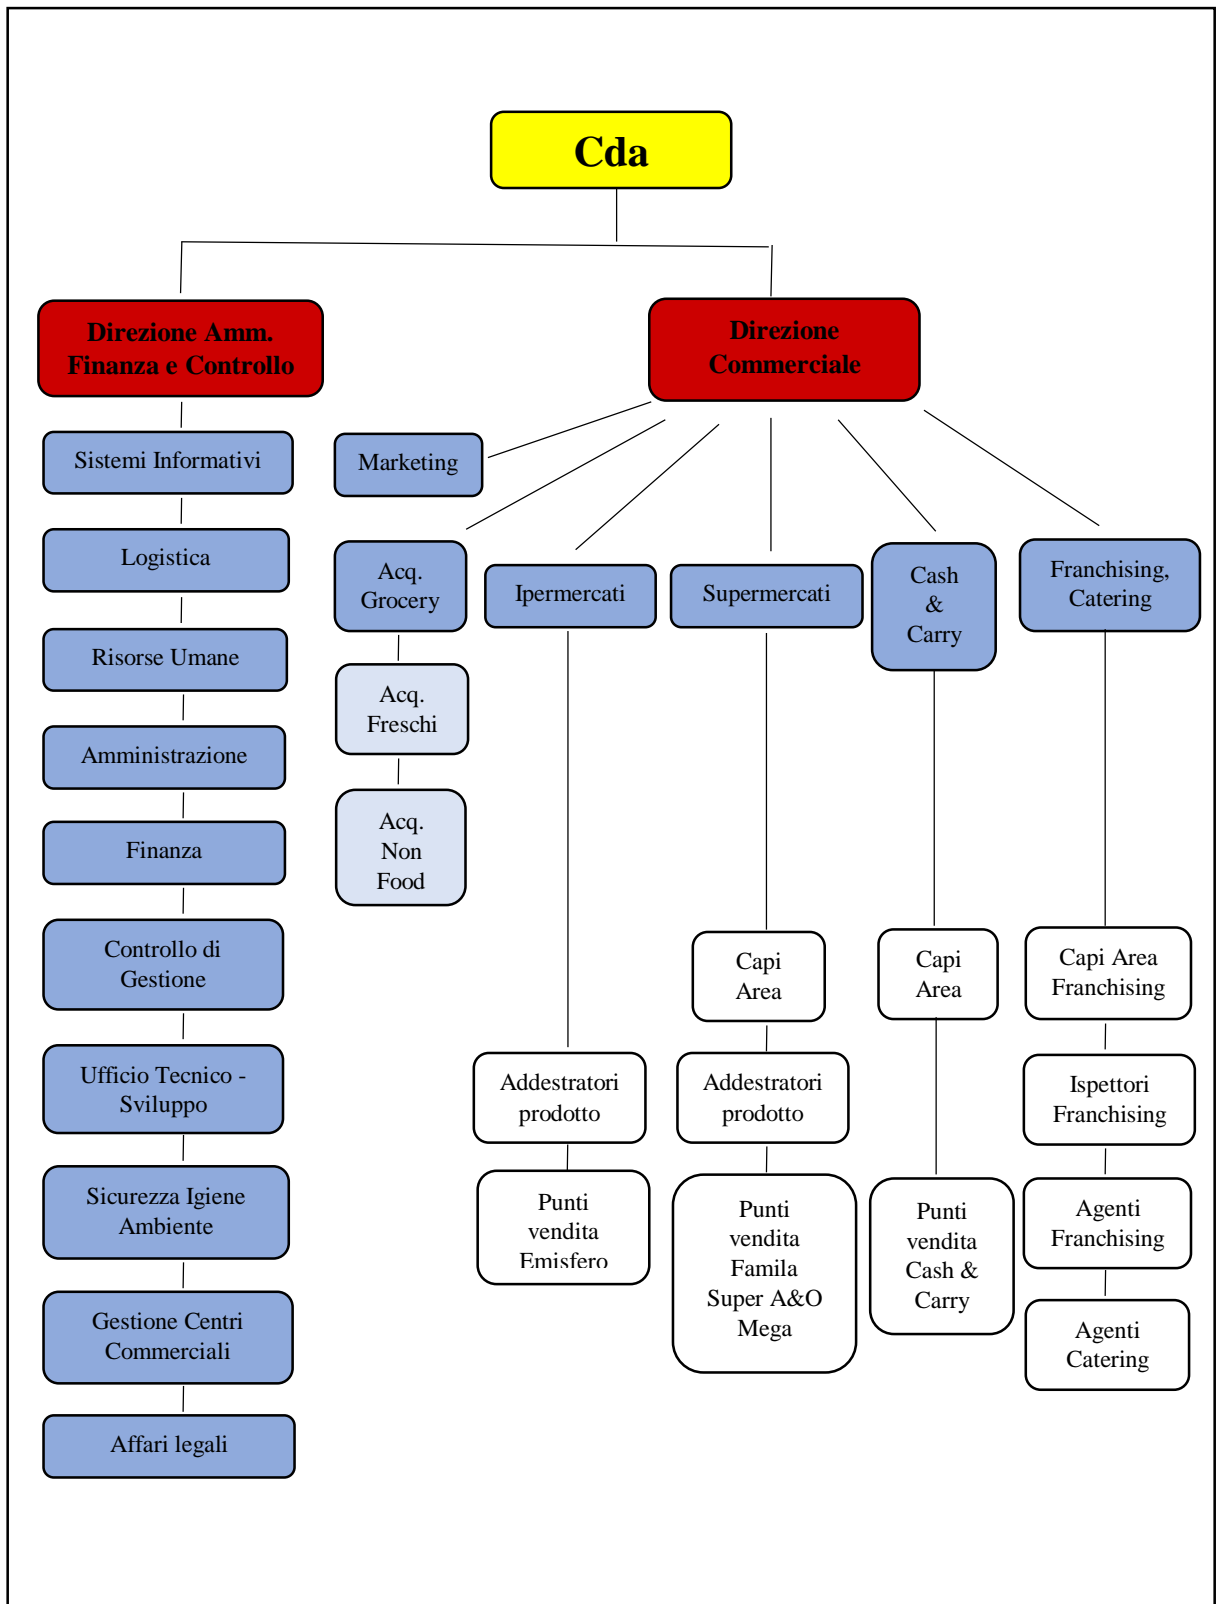 Cda
Direzione Amm.
Finanza e Controllo
Direzione
Commerciale
Sistemi Informativi
Logistica
Risorse Umane
Amministrazione
Finanza
Controllo di
Gestione
Ufficio Tecnico -
Sviluppo
Sicurezza Igiene
Ambiente
Gestione Centri
Commerciali
Affari legali
Marketing
Acq.
Grocery
Acq.
Freschi
Acq.
Non
Food
Ipermercati
Addestratori
prodotto
Punti
vendita
Emisfero
Supermercati
Capi
Area
Addestratori
prodotto
Punti
vendita
Famila
Super A&O
Mega
Cash
&
Carry
Capi
Area
Punti
vendita
Cash &
Carry
Franchising,
Catering
Capi Area
Franchising
Ispettori
Franchising
Agenti
Franchising
Agenti
Catering